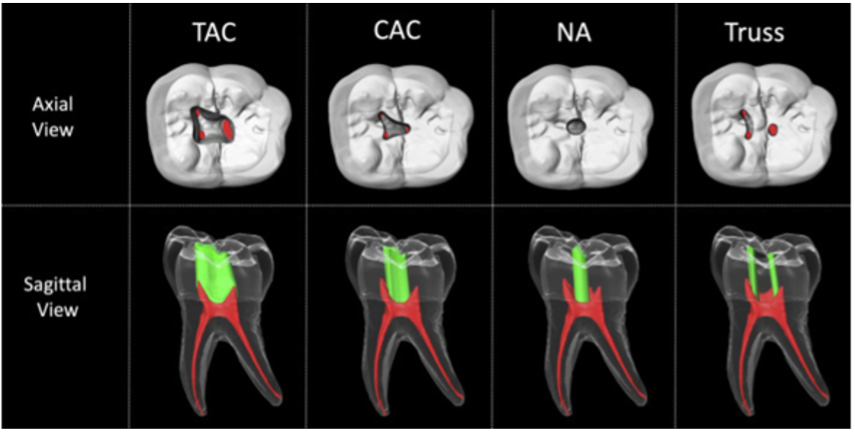 TAC
CAC
NA
Truss
Axial
View
Sagittal
View